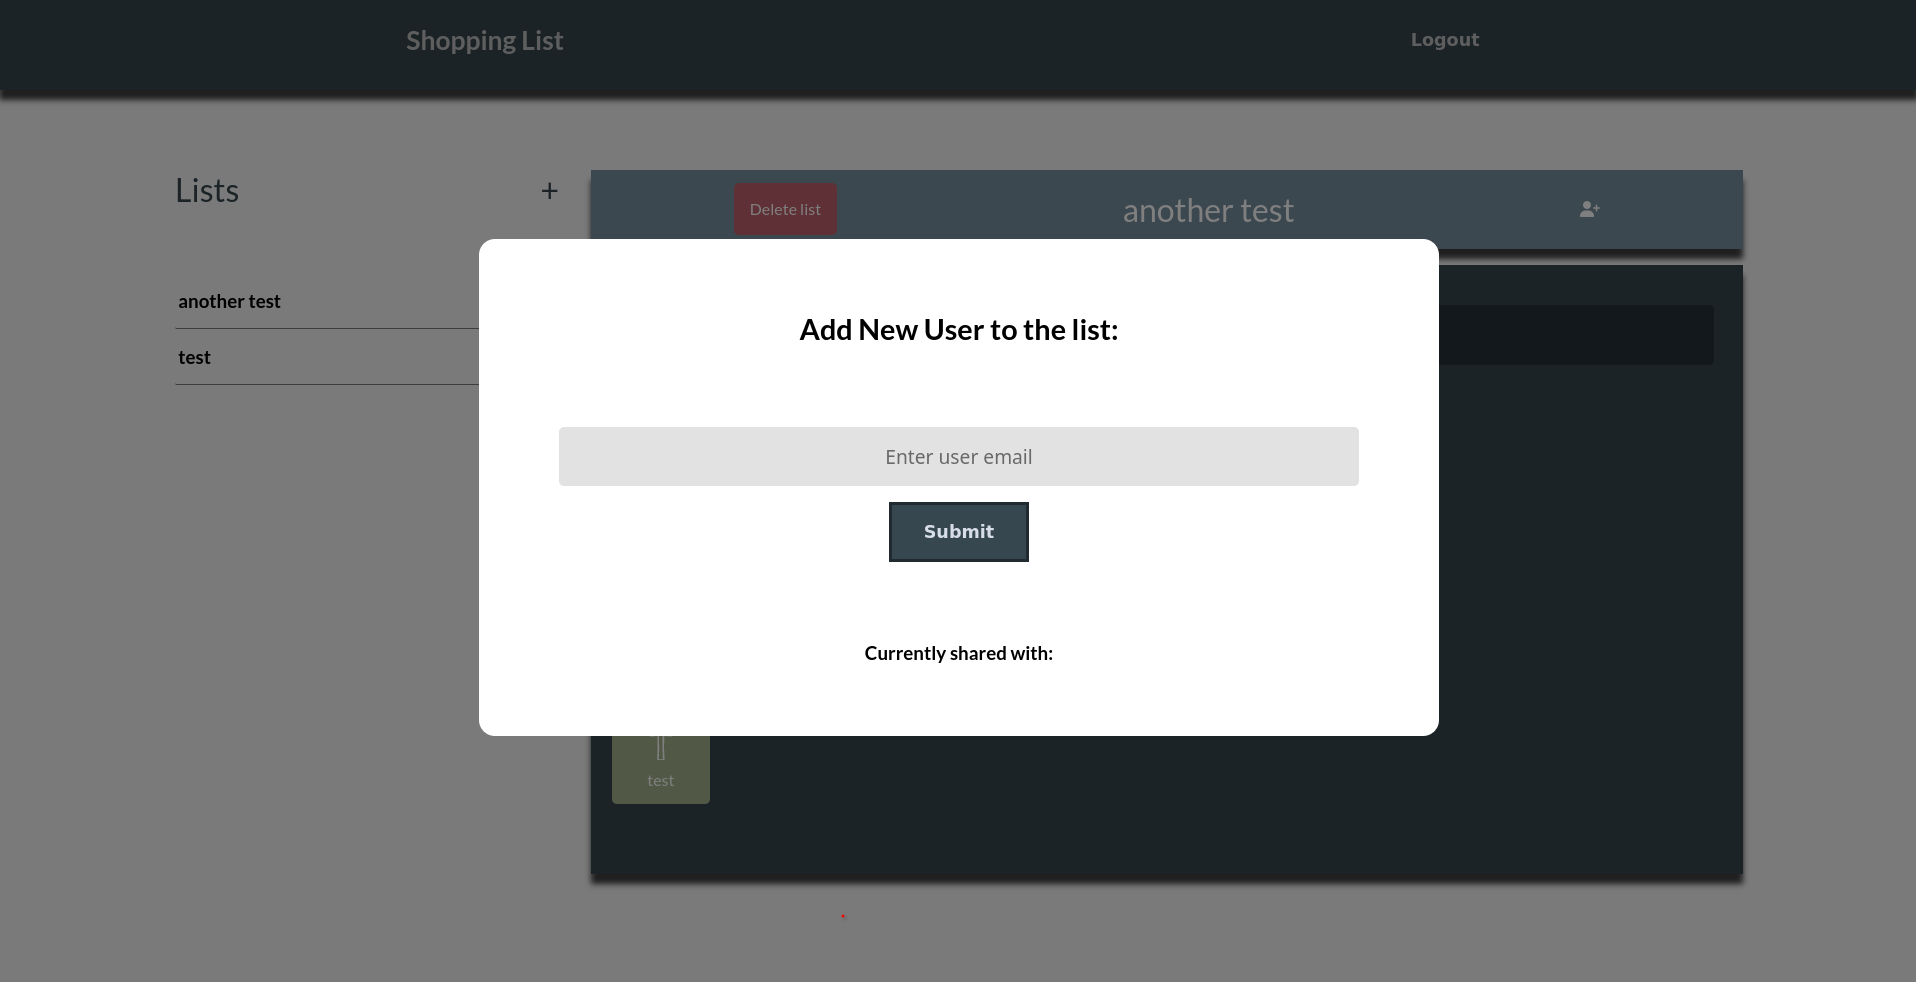 Shopping List
Logout
Lists
+
Delete list
another test
another test
test
Add New User to the list:
Enter user email
Submit
Currently shared with:
test